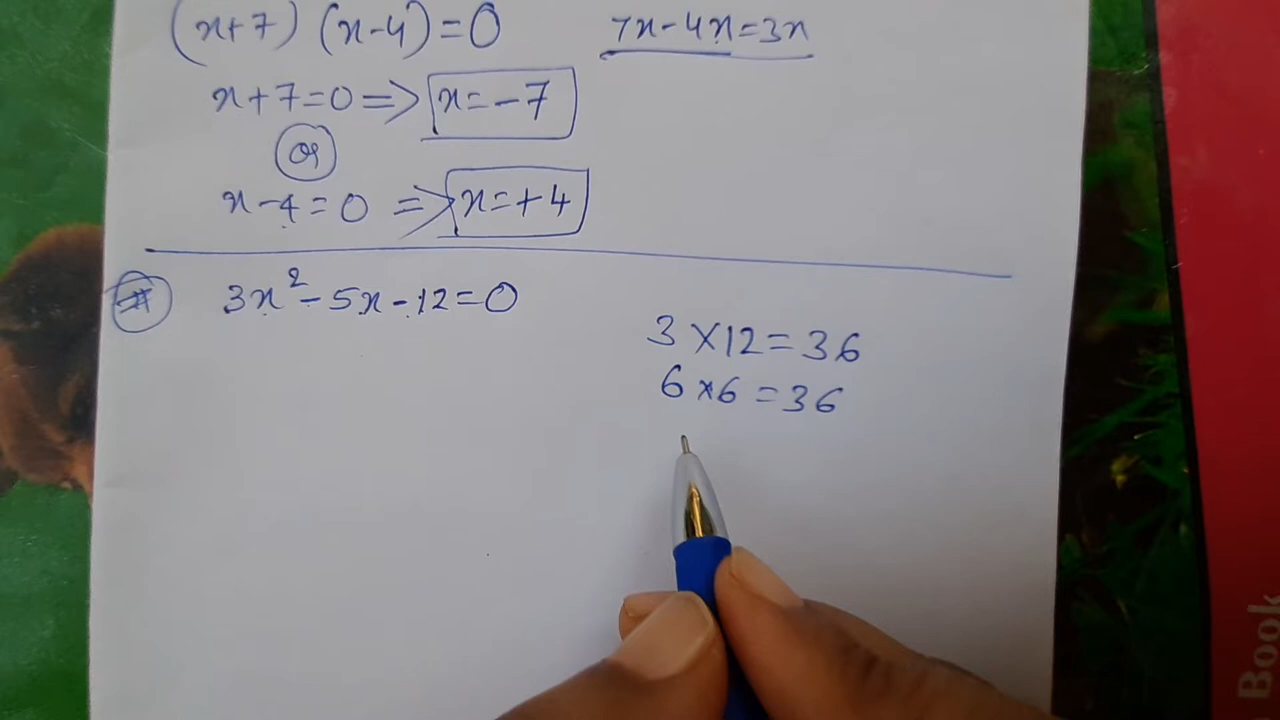 (x+7) (x-4)=0
7x-4x=3x
x+7=0 => x=-7
or
x-4=0 => x=+4
3x²-5x-12=0
3×12=36
6×6=36
Book